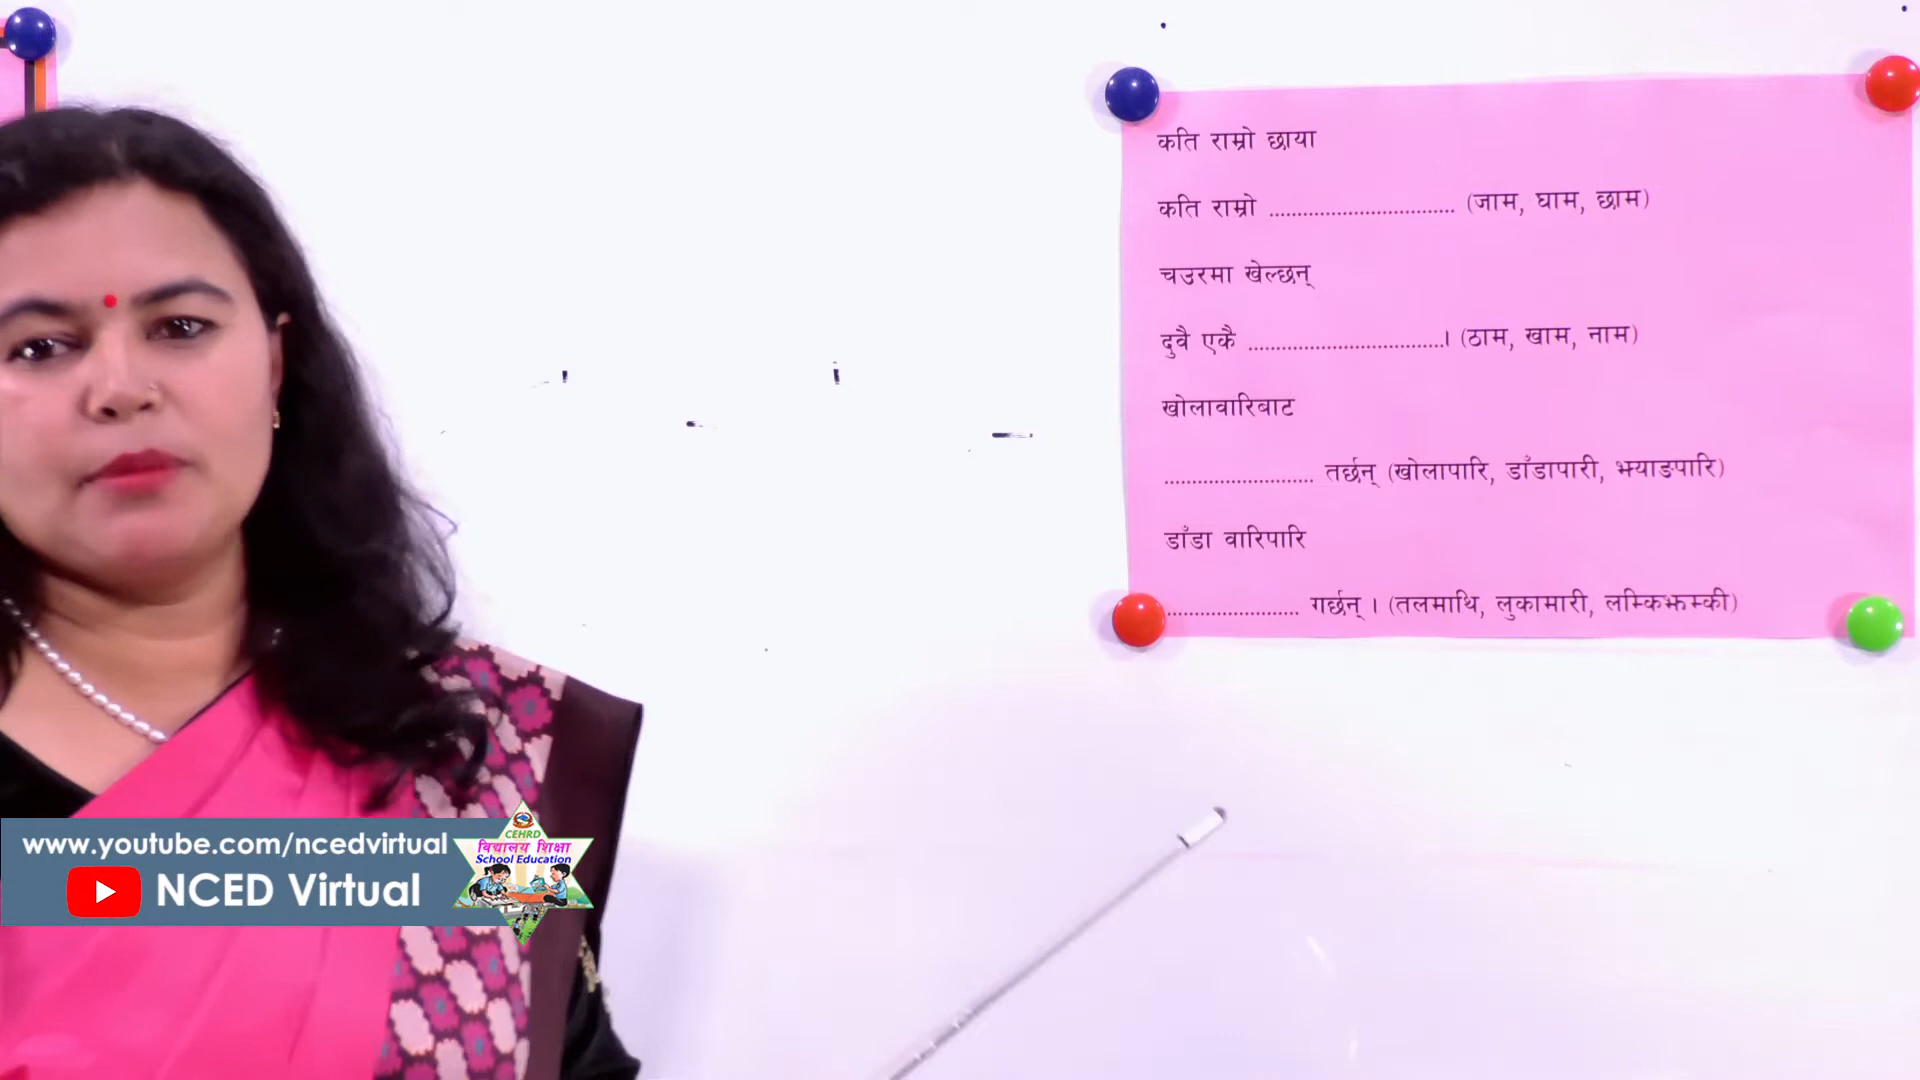 कति राम्रो छाया
कति राम्रो .................................. (जाम, घाम, छाम)
चउरमा खेल्छन्
दुवै एकै ....................................। (ठाम, खाम, नाम)
खोलावारिबाट
........................... तर्छन् (खोलापारि, डाँडापारी, भ्याङपारि)
डाँडा वारिपारि
........................ गर्छन् । (तलमाथि, लुकामारी, लम्किझम्की)
www.youtube.com/ncedvirtual
NCED Virtual
CEHRD
विद्यालय शिक्षा
School Education